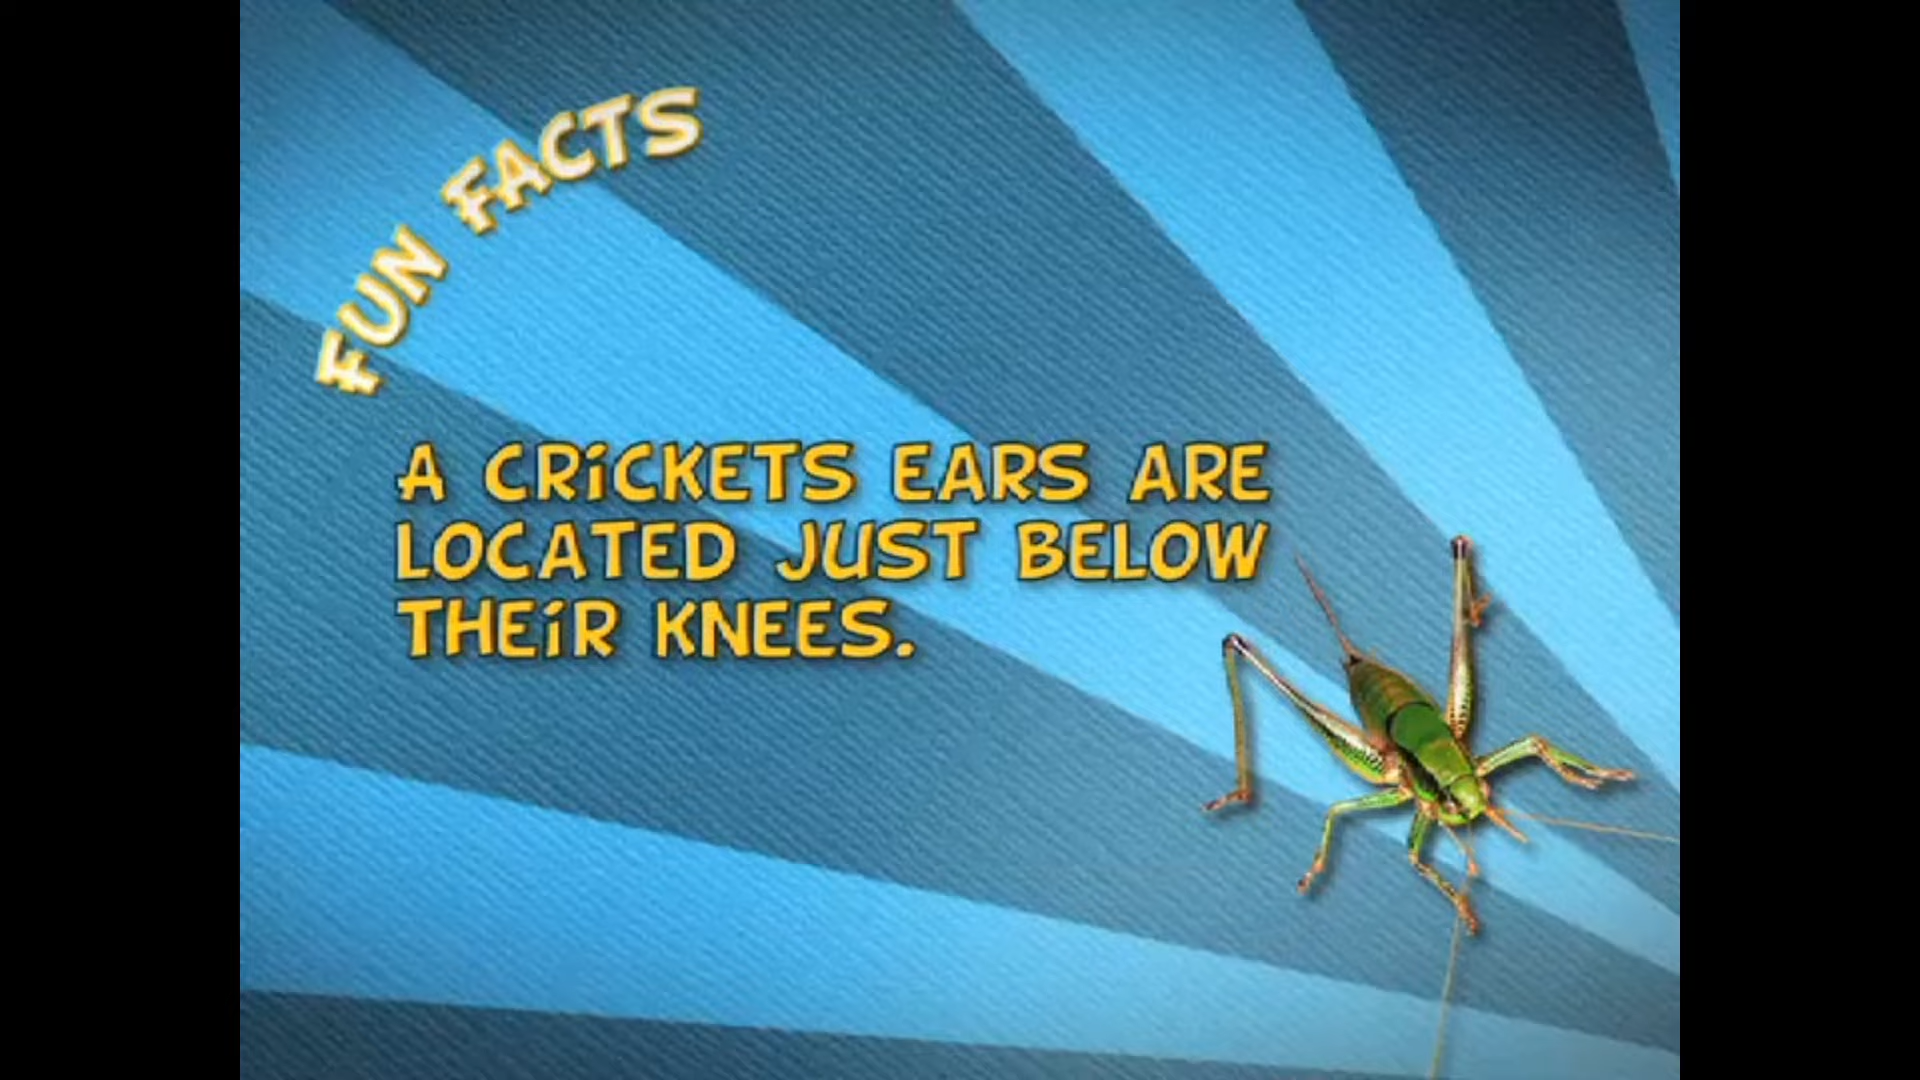 FUN FACTS
A CRiCKETS EARS ARE
LOCATED JUST BELOW
THEiR KNEES.